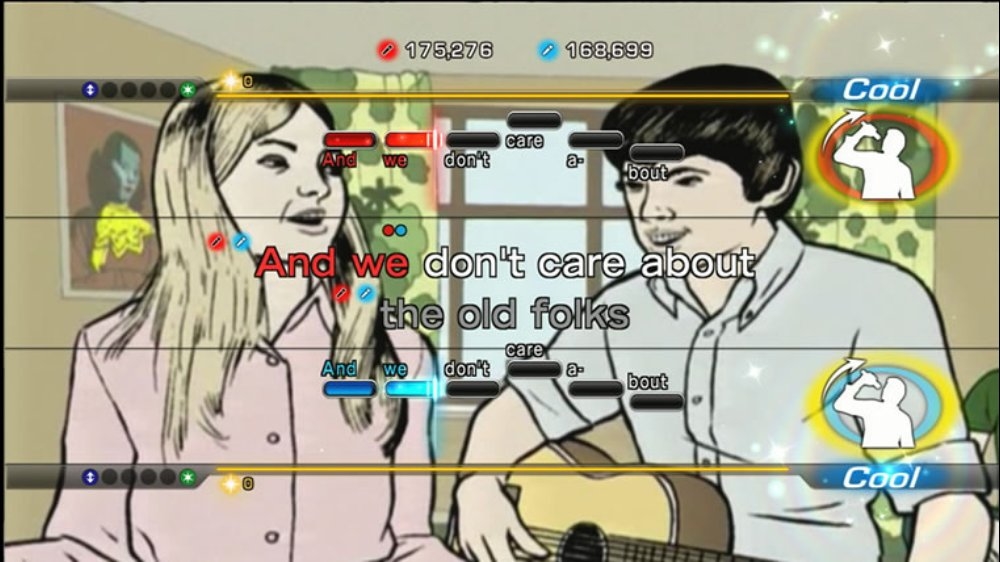 175,276 168,699
0
Cool
care
And we don't a-
bout
And we don't care about
the old folks
care
And we don't a-
bout
Cool
0